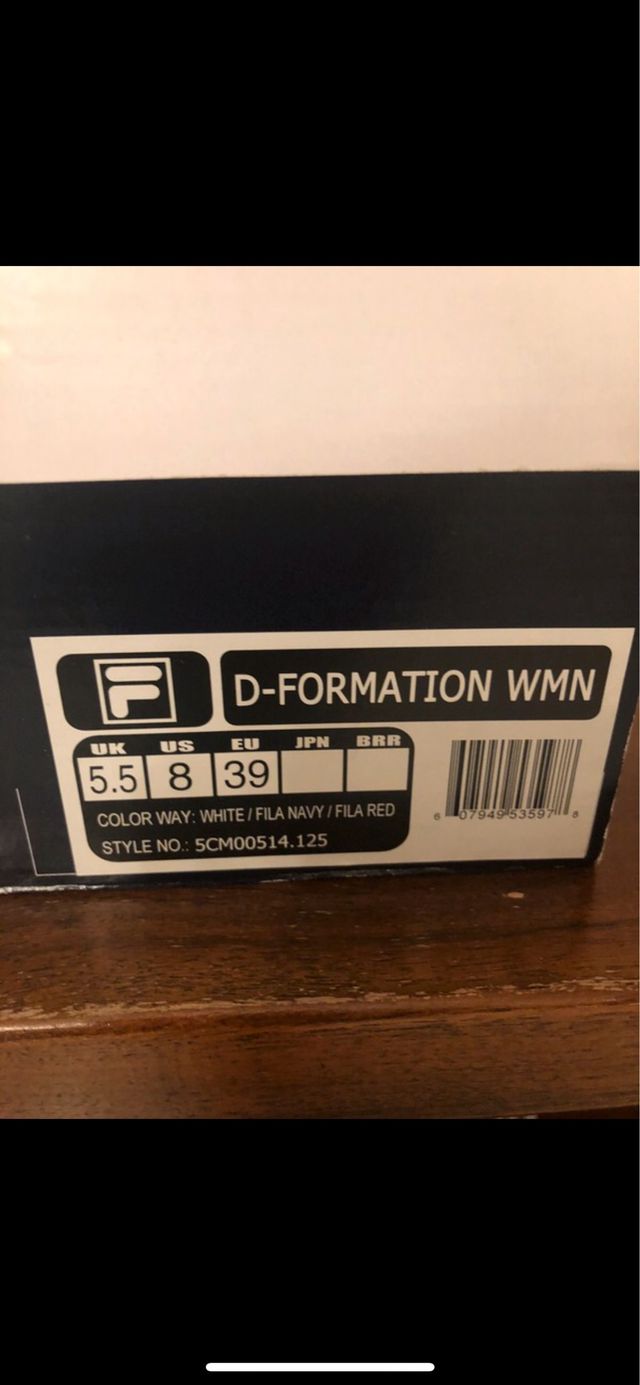 F
D-FORMATION WMN
UK US EU JPN BRR
5.5 8 39
COLOR WAY: WHITE / FILA NAVY / FILA RED
STYLE NO.: 5CM00514.125
6 07949 53597 8